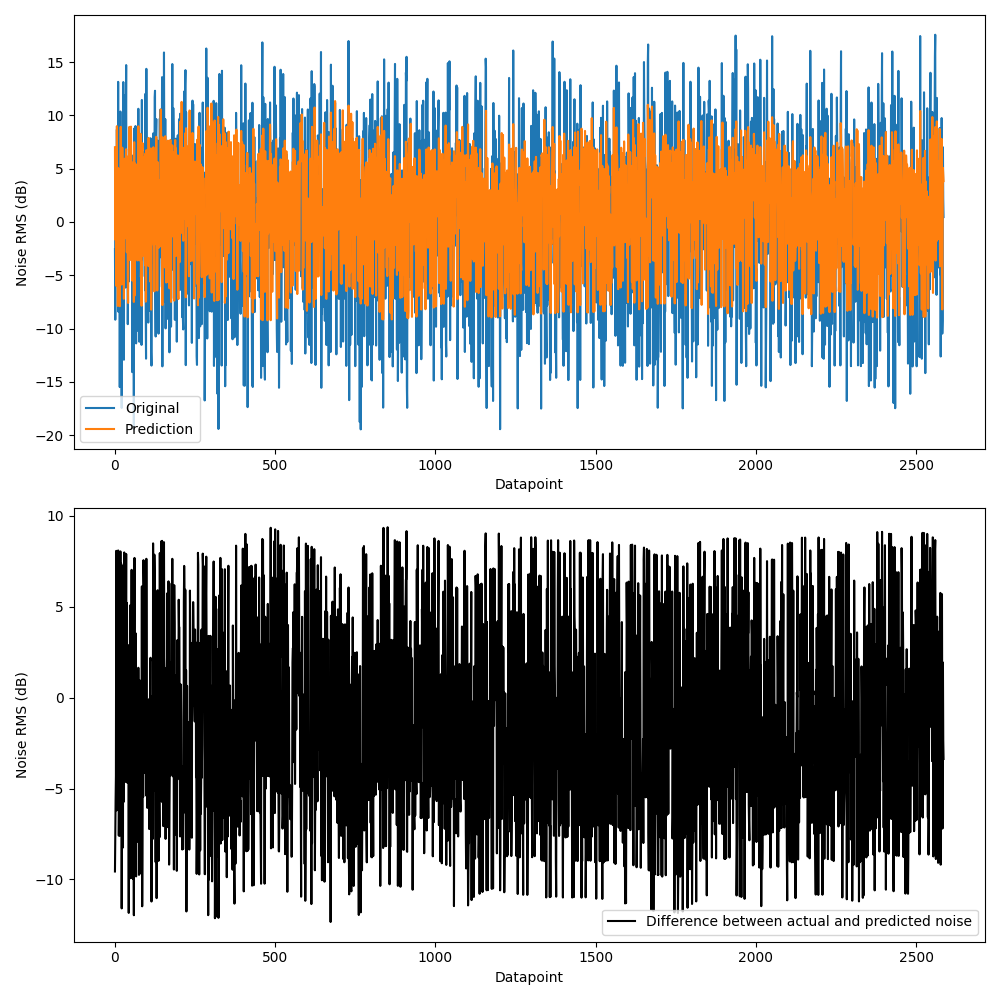 15
10
5
0
−5
−10
−15
−20
Noise RMS (dB)
Original
Prediction
0 500 1000 1500 2000 2500
Datapoint
10
5
0
−5
−10
Noise RMS (dB)
Difference between actual and predicted noise
0 500 1000 1500 2000 2500
Datapoint